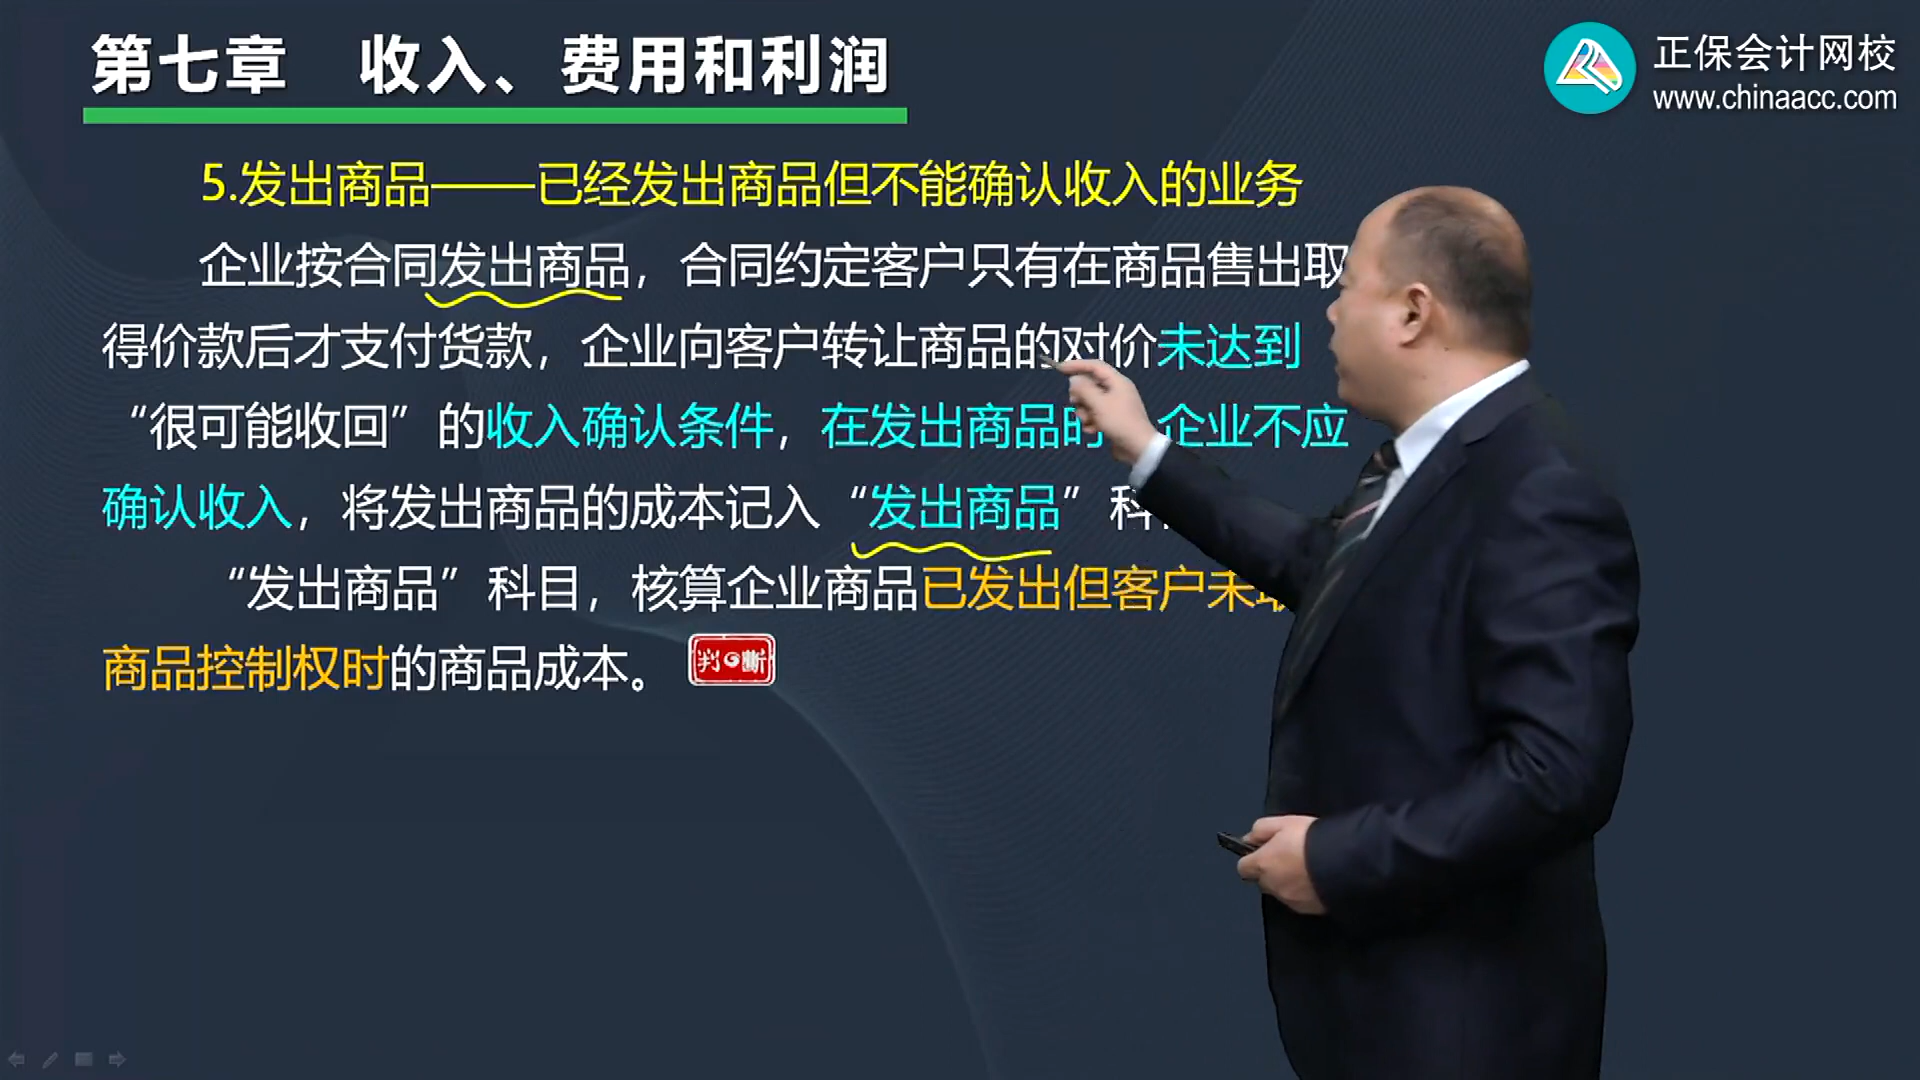 第七章 收入、费用和利润
正保会计网校
www.chinaacc.com
5.发出商品——已经发出商品但不能确认收入的业务
企业按合同发出商品，合同约定客户只有在商品售出取
得价款后才支付货款，企业向客户转让商品的对价未达到
“很可能收回”的收入确认条件，在发出商品时 企业不应
确认收入，将发出商品的成本记入“发出商品”科
“发出商品”科目，核算企业商品已发出但客户未
商品控制权时的商品成本。 判断